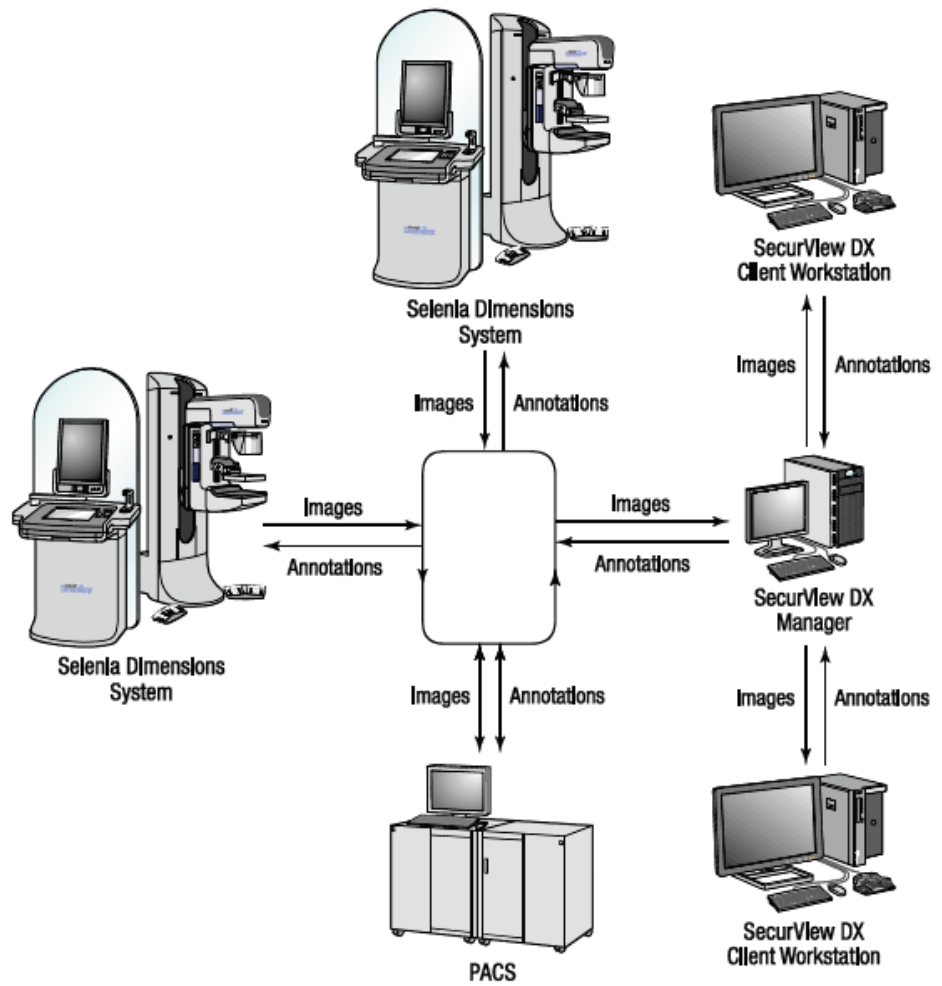 SecurView DX
Client Workstation
Selenia Dimensions
System
Images
Annotations
Images
Annotations
Images
Annotations
Images
Annotations
SecurView DX
Manager
Selenia Dimensions
System
Images
Annotations
Images
Annotations
SecurView DX
Client Workstation
PACS